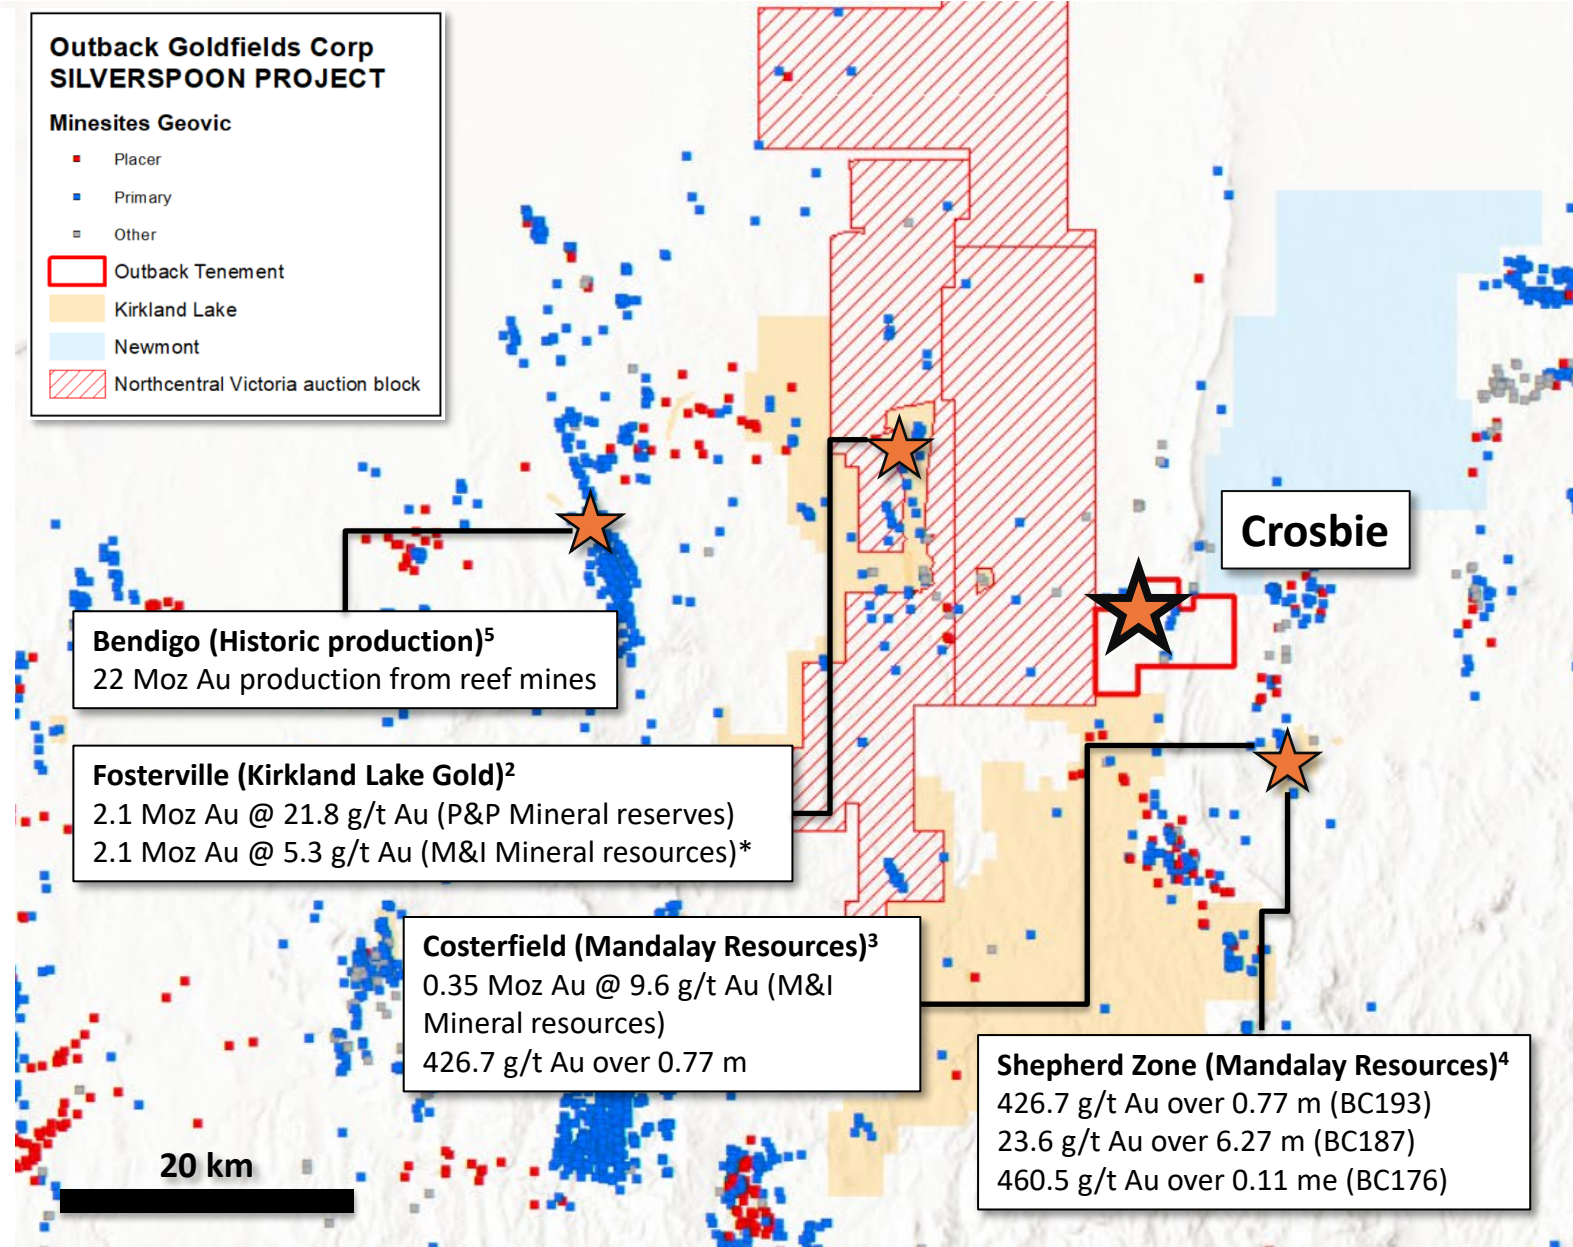 Outback Goldfields Corp
SILVERSPOON PROJECT
Minesites Geovic
Placer
Primary
Other
Outback Tenement
Kirkland Lake
Newmont
Northcentral Victoria auction block
Crosbie
Bendigo (Historic production)⁵
22 Moz Au production from reef mines
Fosterville (Kirkland Lake Gold)²
2.1 Moz Au @ 21.8 g/t Au (P&P Mineral reserves)
2.1 Moz Au @ 5.3 g/t Au (M&I Mineral resources)*
Costerfield (Mandalay Resources)³
0.35 Moz Au @ 9.6 g/t Au (M&I
Mineral resources)
426.7 g/t Au over 0.77 m
Shepherd Zone (Mandalay Resources)⁴
426.7 g/t Au over 0.77 m (BC193)
23.6 g/t Au over 6.27 m (BC187)
460.5 g/t Au over 0.11 me (BC176)
20 km